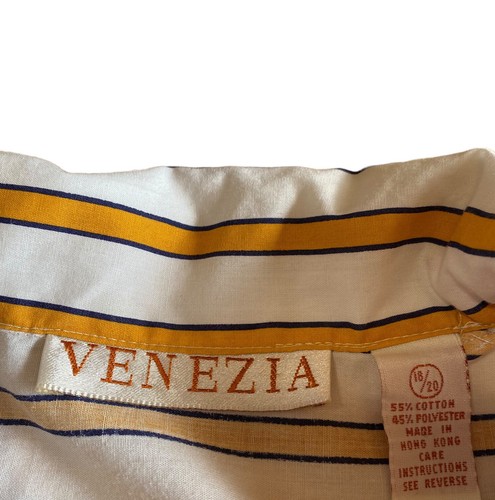 VENEZIA
18/20
55% COTTON
45% POLYESTER
MADE IN
HONG KONG
CARE
INSTRUCTIONS
SEE REVERSE